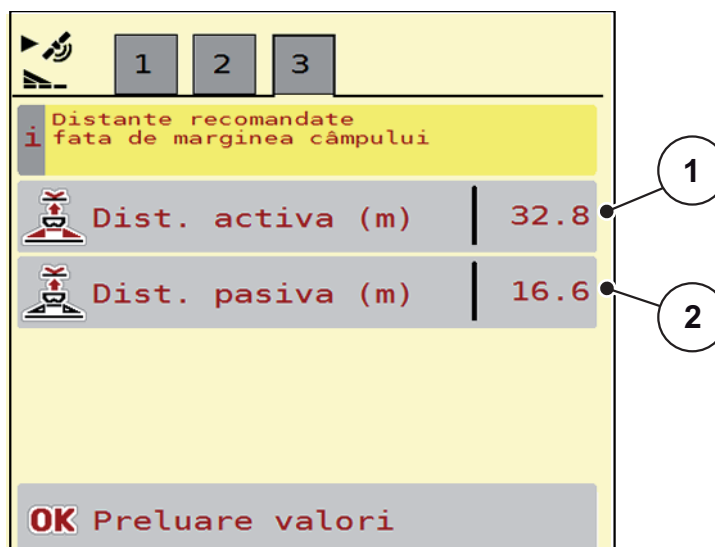 1 2 3
i Distante recomandate
fata de marginea câmpului
Dist. activa (m) 32.8
Dist. pasiva (m) 16.6
OK Preluare valori
1
2